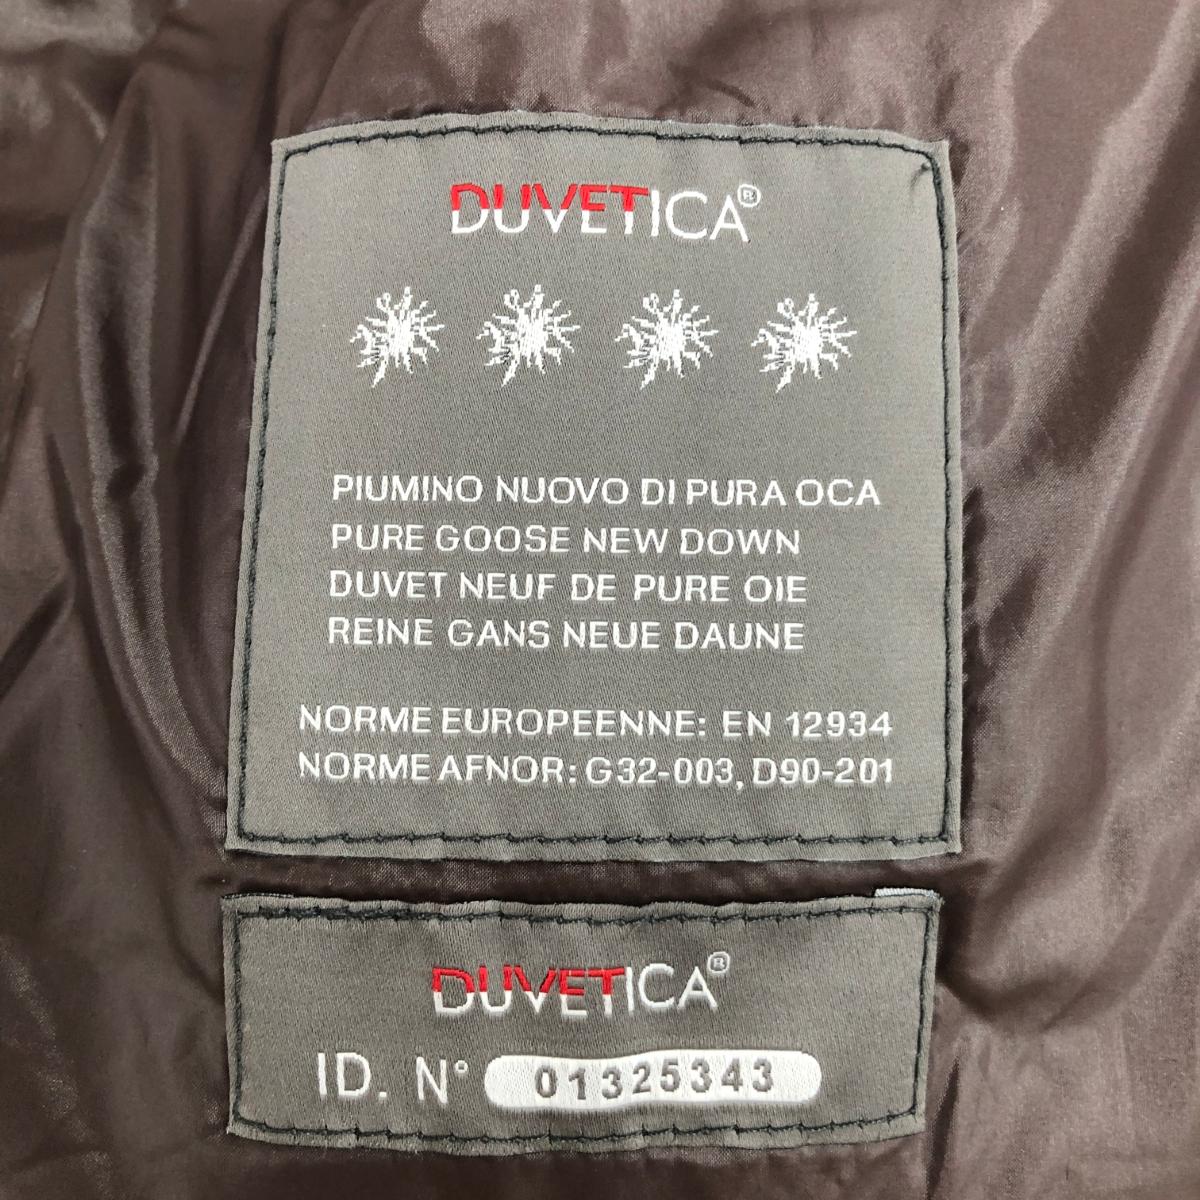 DUVETICA®
PIUMINO NUOVO DI PURA OCA
PURE GOOSE NEW DOWN
DUVET NEUF DE PURE OIE
REINE GANS NEUE DAUNE
NORME EUROPEENNE: EN 12934
NORME AFNOR: G32-003, D90-201
DUVETICA®
ID. N° 01325343